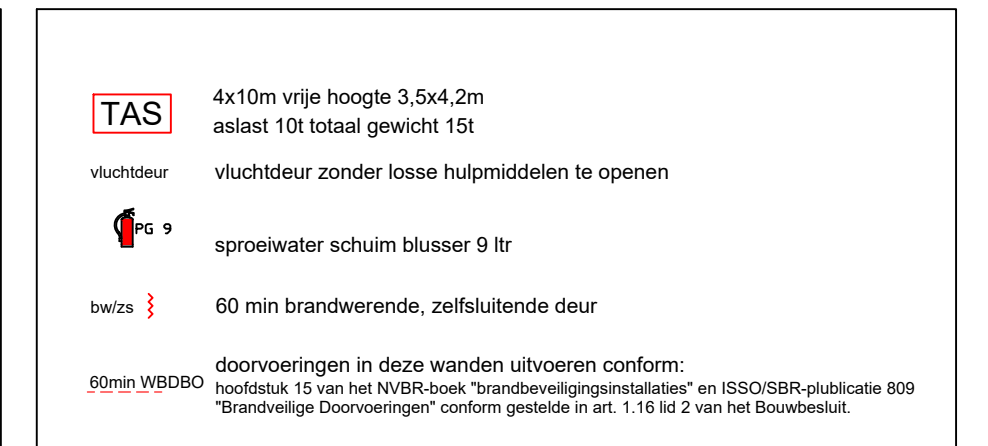 TAS
4x10m vrije hoogte 3,5x4,2m
aslast 10t totaal gewicht 15t
vluchtdeur vluchtdeur zonder losse hulpmiddelen te openen
PG 9
sproeiwater schuim blusser 9 ltr
bw/zs 60 min brandwerende, zelfsluitende deur
60min WBDBO doorvoeringen in deze wanden uitvoeren conform:
hoofdstuk 15 van het NVBR-boek "brandbeveiligingsinstallaties" en ISSO/SBR-plublicatie 809
"Brandveilige Doorvoeringen" conform gestelde in art. 1.16 lid 2 van het Bouwbesluit.